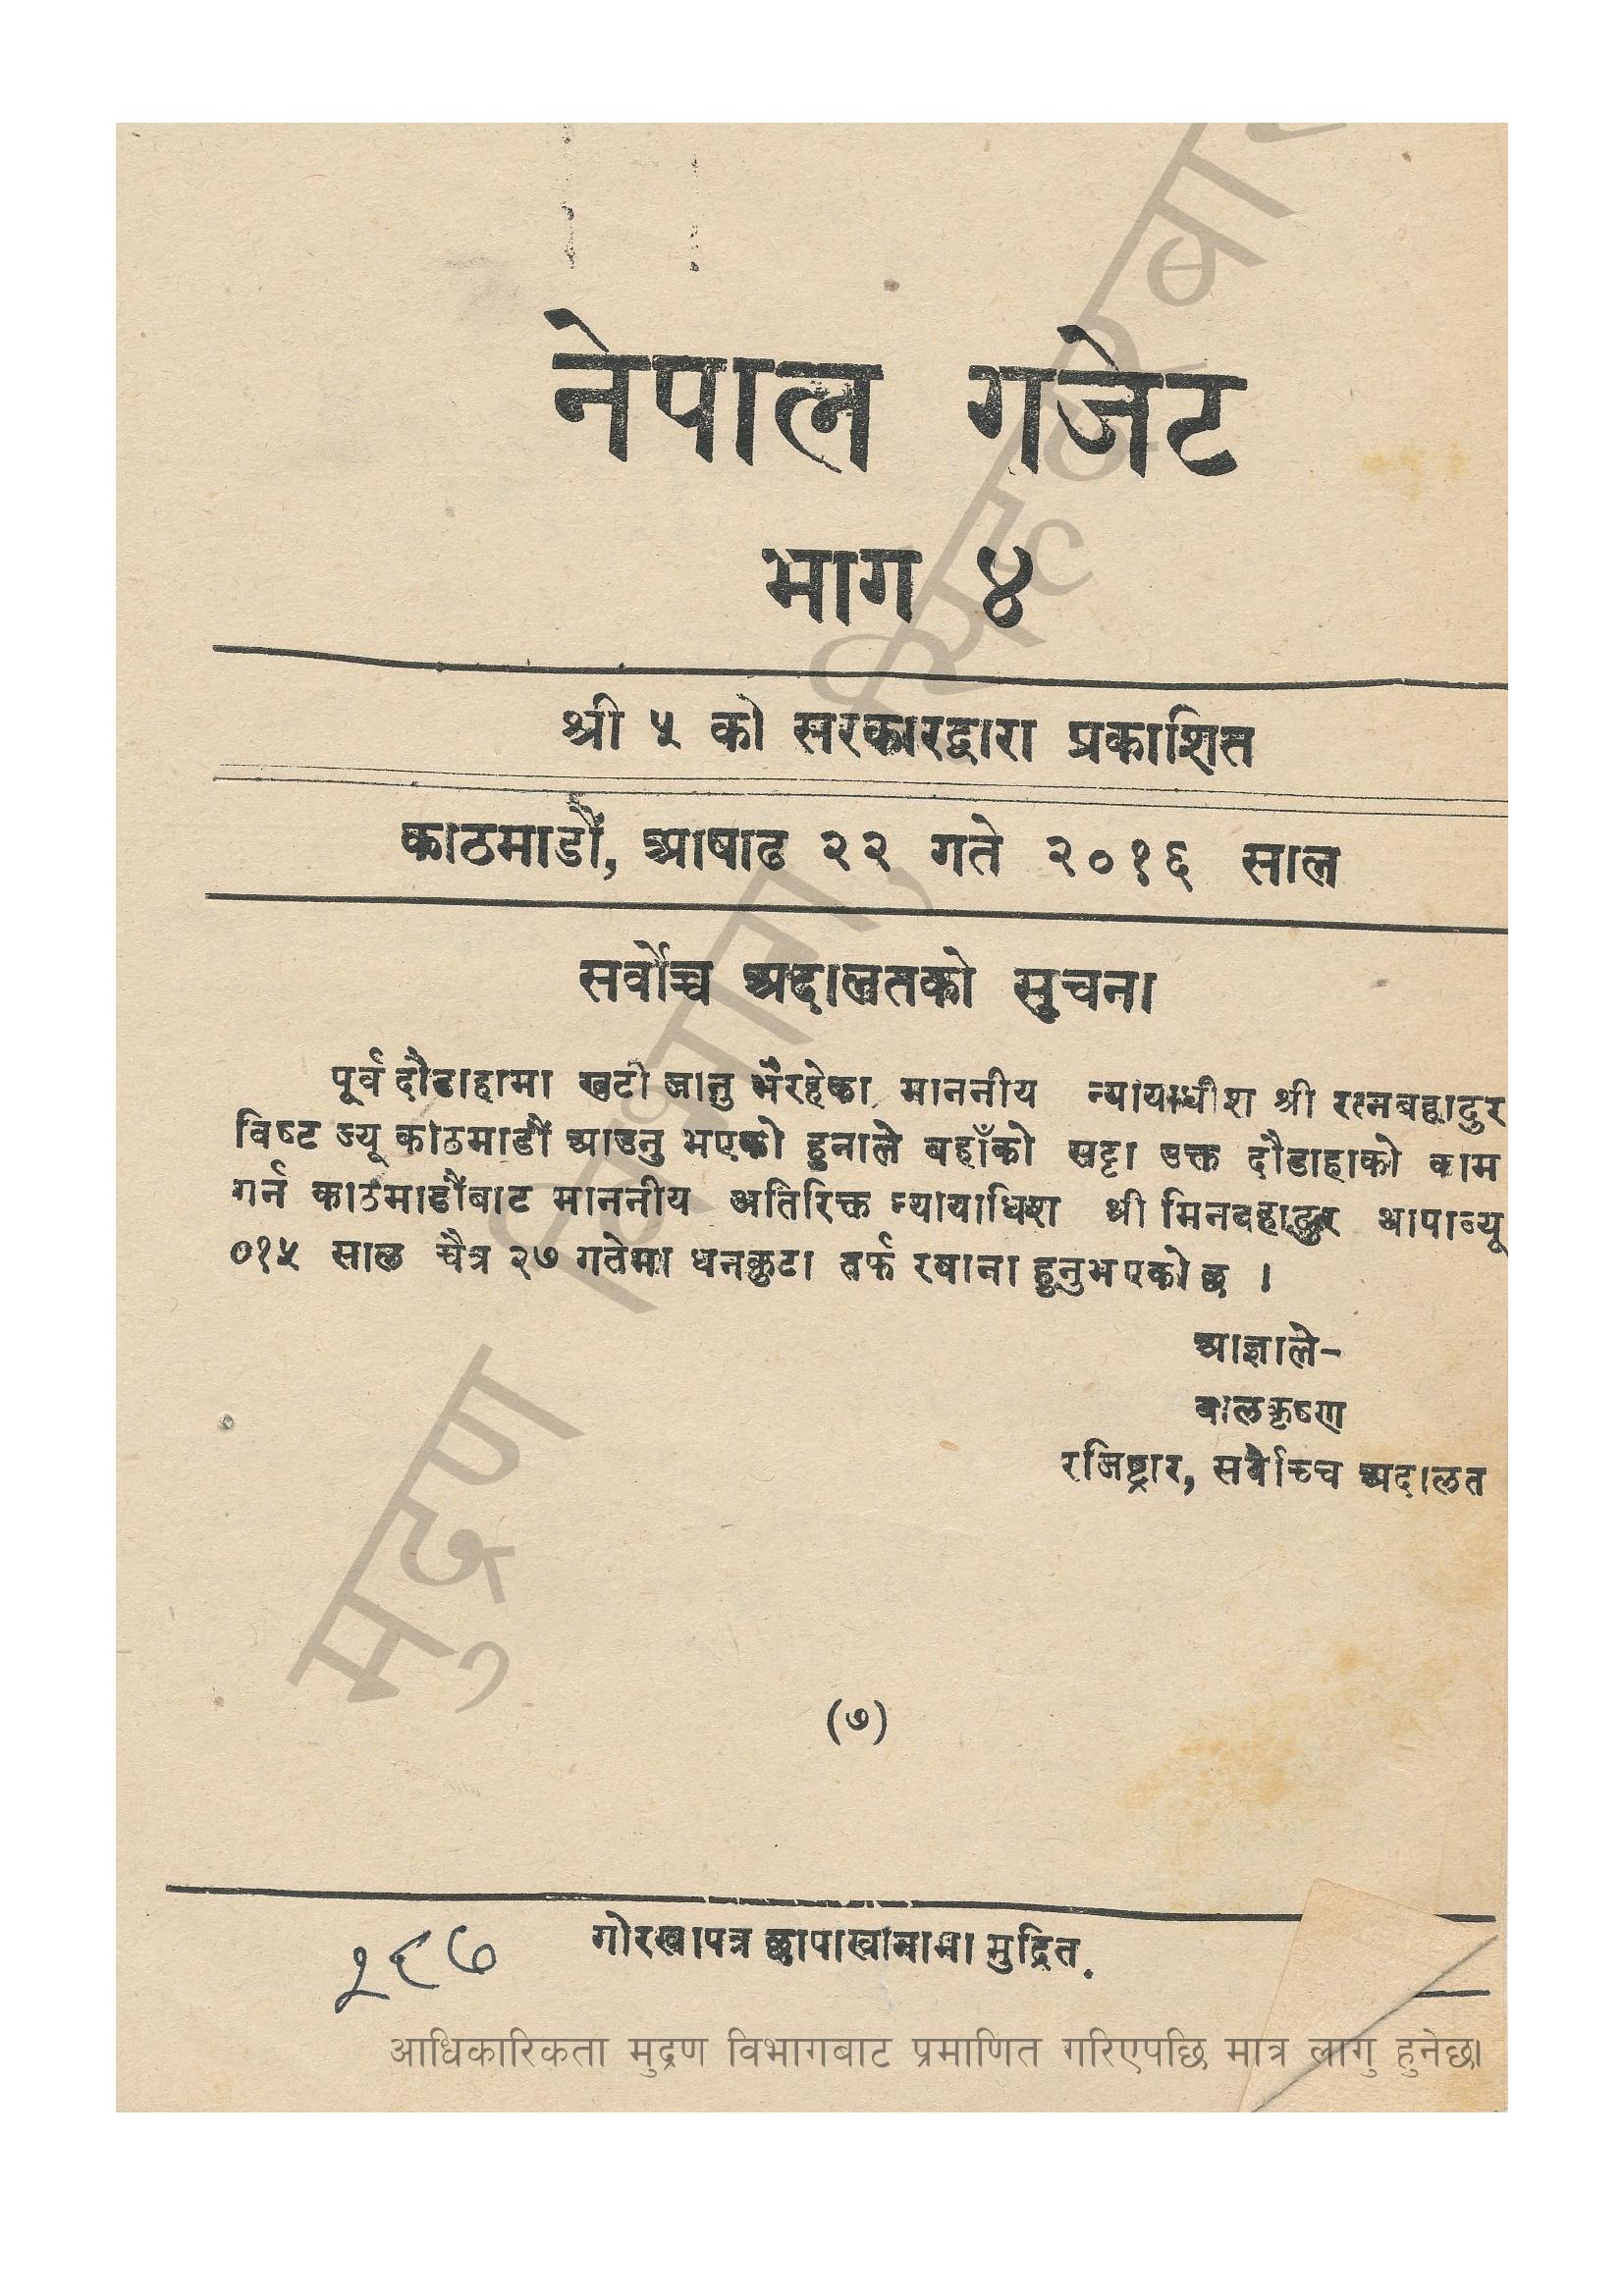 नेपाल गजेट
भाग ४
श्री ५ को सरकारद्वारा प्रकाशित
काठमाडौं, आषाढ २२ गते २०१६ साल
सर्वोच्च अदालतको सुचना
पूर्व दौडाहामा खटी जानु भैरहेका माननीय न्यायाधीश श्री रत्नबहादुर
विष्ट ज्यू काठमाडौं आउनु भएको हुनाले वहाँको सट्टा उक्त दौडाहाको काम
गर्न काठमाडौंबाट माननीय अतिरिक्त न्यायाधिश श्री मिनबहादुर थापाज्यू
०१५ साल चैत्र २७ गतेमा धनकुटा तर्फ रवाना हुनुभएको छ ।
आज्ञाले-
बालकृष्ण
रजिष्ट्रार, सर्वोच्च अदालत
(७)
गोरखापत्र छापाखानामा मुद्रित.
१९७
मुद्रण विभाग,
आधिकारिकता मुद्रण विभागबाट प्रमाणित गरिएपछि मात्र लागु हुनेछ।